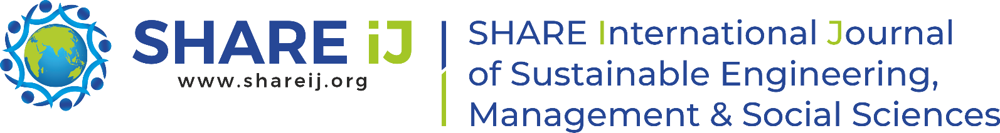 SHARE iJ
www.shareij.org
SHARE International Journal
of Sustainable Engineering,
Management & Social Sciences